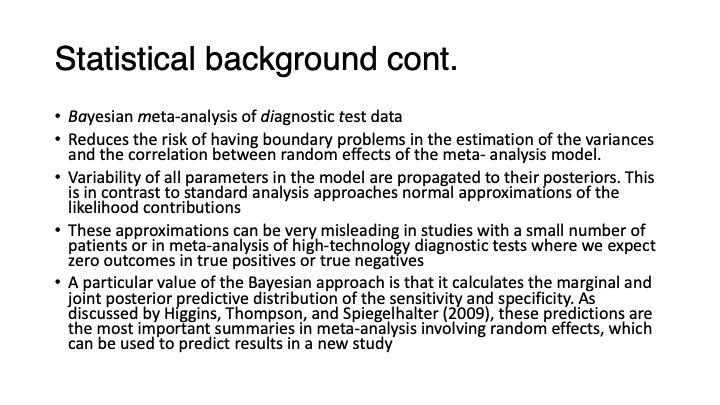 Statistical background cont.
• Bayesian meta-analysis of diagnostic test data
• Reduces the risk of having boundary problems in the estimation of the variances
and the correlation between random effects of the meta- analysis model.
• Variability of all parameters in the model are propagated to their posteriors. This
is in contrast to standard analysis approaches normal approximations of the
likelihood contributions
• These approximations can be very misleading in studies with a small number of
patients or in meta-analysis of high-technology diagnostic tests where we expect
zero outcomes in true positives or true negatives
• A particular value of the Bayesian approach is that it calculates the marginal and
joint posterior predictive distribution of the sensitivity and specificity. As
discussed by Higgins, Thompson, and Spiegelhalter (2009), these predictions are
the most important summaries in meta-analysis involving random effects, which
can be used to predict results in a new study